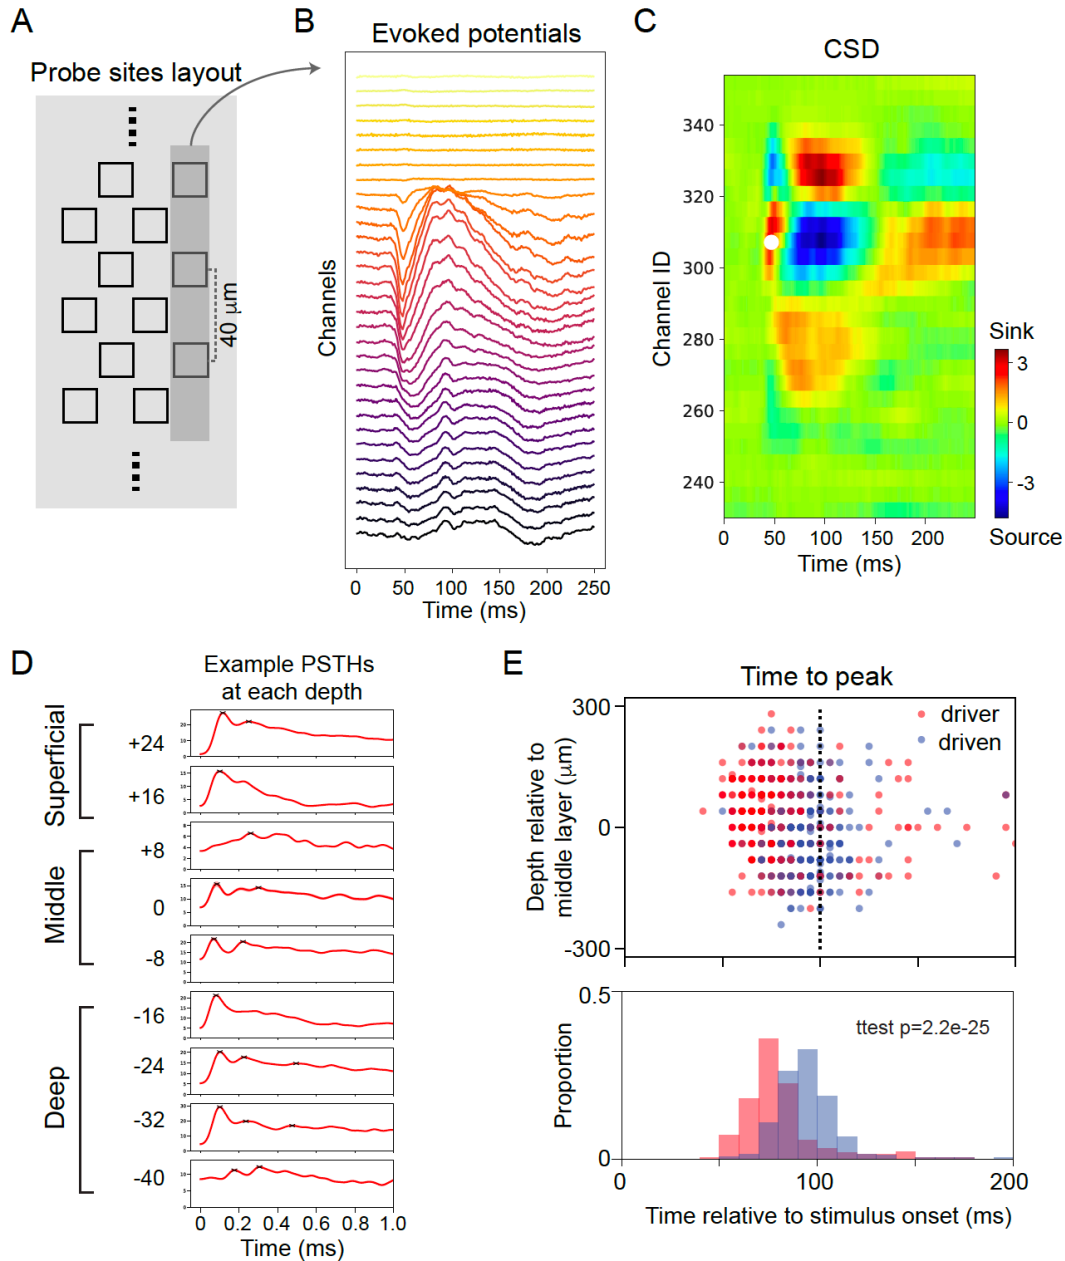 A
Probe sites layout
40 μm
B
Evoked potentials
Channels
0 50 100 150 200 250
Time (ms)
C
CSD
Channel ID
340
320
300
280
260
240
0 50 100 150 200
Time (ms)
Sink
3
0
-3
Source
D
Example PSTHs
at each depth
Superficial
+24
+16
Middle
+8
0
-8
Deep
-16
-24
-32
-40
0 0.2 0.4 0.6 0.8 1.0
Time (ms)
E
Time to peak
Depth relative to
middle layer (μm)
300
0
-300
driver
driven
Proportion
0.5
0
ttest p=2.2e-25
0 100 200
Time relative to stimulus onset (ms)